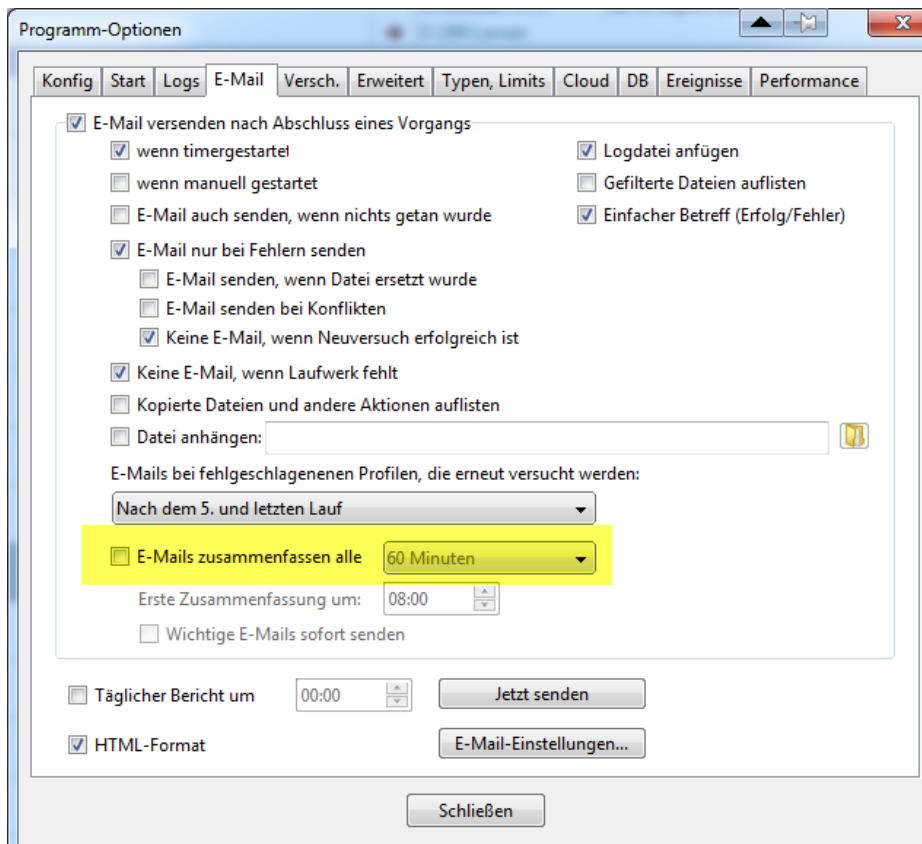 Programm-Optionen
Konfig Start Logs E-Mail Versch. Erweitert Typen, Limits Cloud DB Ereignisse Performance
E-Mail versenden nach Abschluss eines Vorgangs
wenn timergestartet Logdatei anfügen
wenn manuell gestartet Gefilterte Dateien auflisten
E-Mail auch senden, wenn nichts getan wurde Einfacher Betreff (Erfolg/Fehler)
E-Mail nur bei Fehlern senden
E-Mail senden, wenn Datei ersetzt wurde
E-Mail senden bei Konflikten
Keine E-Mail, wenn Neuversuch erfolgreich ist
Keine E-Mail, wenn Laufwerk fehlt
Kopierte Dateien und andere Aktionen auflisten
Datei anhängen:
E-Mails bei fehlgeschlagenenen Profilen, die erneut versucht werden:
Nach dem 5. und letzten Lauf
E-Mails zusammenfassen alle 60 Minuten
Erste Zusammenfassung um: 08:00
Wichtige E-Mails sofort senden
Täglicher Bericht um 00:00 Jetzt senden
HTML-Format E-Mail-Einstellungen...
Schließen